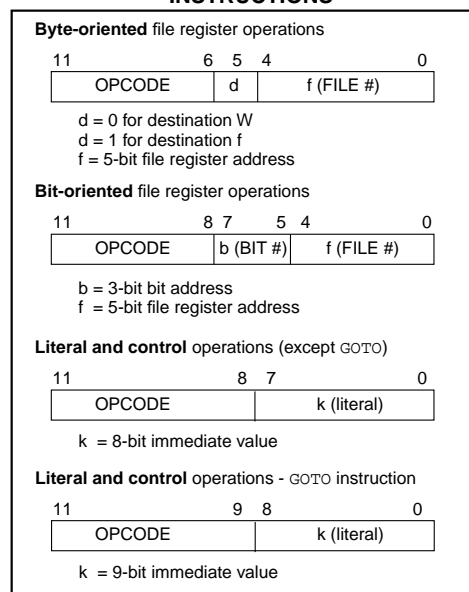 INSTRUCTIONS
Byte-oriented file register operations
11 6 5 4 0
OPCODE d f (FILE #)
d = 0 for destination W
d = 1 for destination f
f = 5-bit file register address
Bit-oriented file register operations
11 8 7 5 4 0
OPCODE b (BIT #) f (FILE #)
b = 3-bit bit address
f = 5-bit file register address
Literal and control operations (except GOTO)
11 8 7 0
OPCODE k (literal)
k = 8-bit immediate value
Literal and control operations - GOTO instruction
11 9 8 0
OPCODE k (literal)
k = 9-bit immediate value